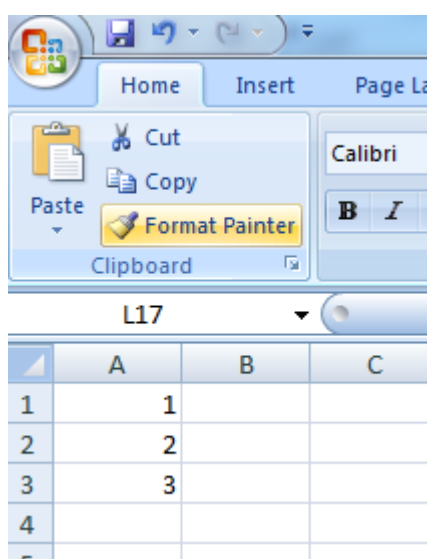 Home Insert Page La
Cut
Copy
Paste
Format Painter
Clipboard
Calibri
B I
L17
A B C
1 1
2 2
3 3
4